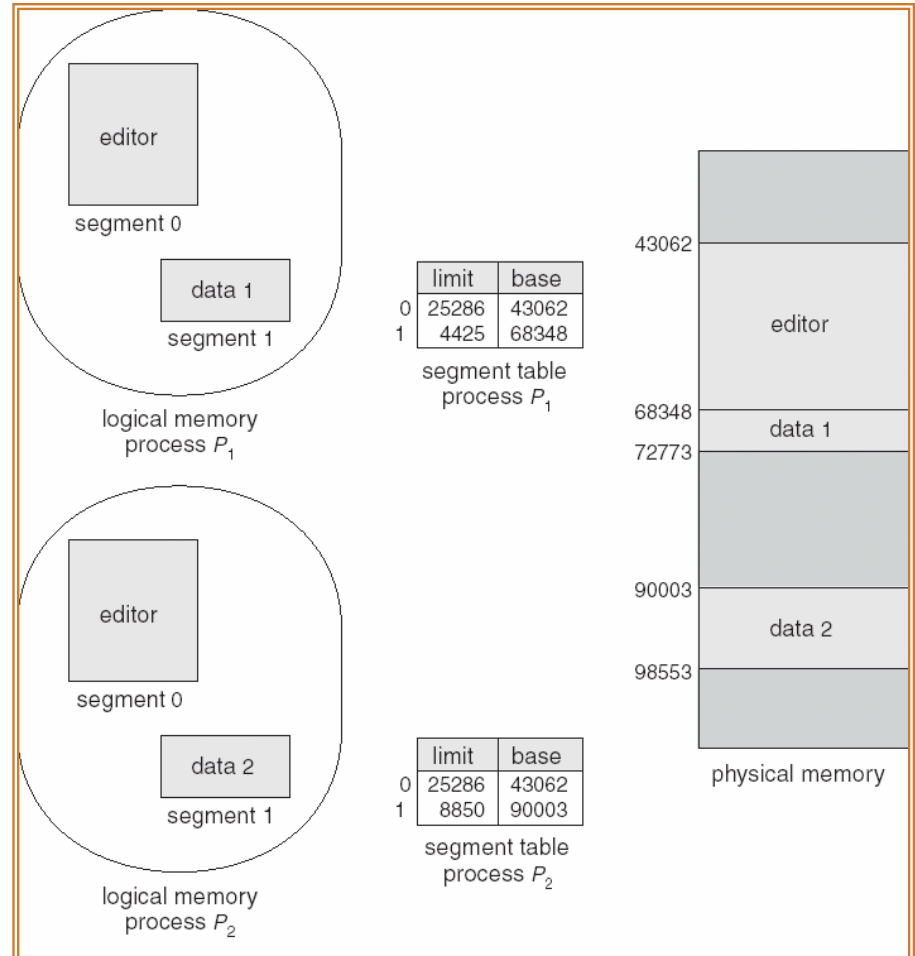 editor
segment 0
data 1
segment 1
logical memory
process P1
limit base
0 25286 43062
1 4425 68348
segment table
process P1
43062
editor
68348
data 1
72773
90003
data 2
98553
physical memory
editor
segment 0
data 2
segment 1
logical memory
process P2
limit base
0 25286 43062
1 8850 90003
segment table
process P2